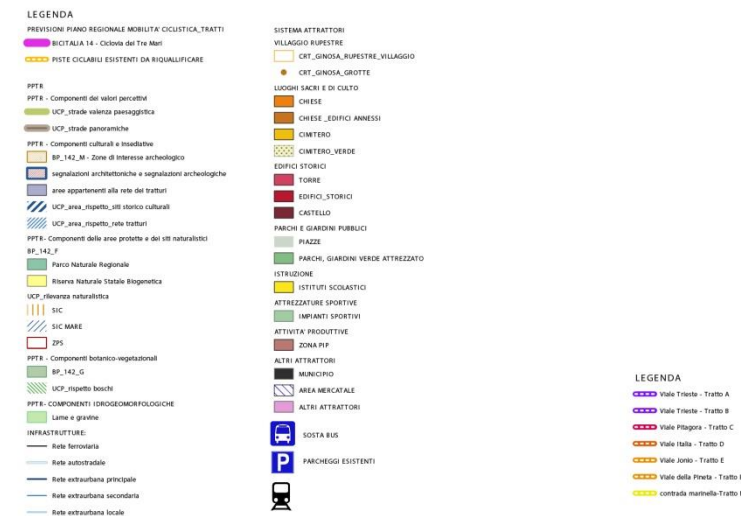 LEGENDA
PREVISIONI PIANO REGIONALE MOBILITA' CICLISTICA_TRATTI
BICITALIA 14 - Ciclovia dei Tre Mari
PISTE CICLABILI ESISTENTI DA RIQUALLIFICARE
PPTR
PPTR - Componenti dei valori percettivi
UCP_strade valenza paesaggistica
UCP_strade panoramiche
PPTR - Componenti culturali e insediative
BP_142_M - Zone di interesse archeologico
segnalazioni architettoniche e segnalazioni archeologiche
aree appartenenti alla rete dei tratturi
UCP_area_rispetto_siti storico culturali
UCP_area_rispetto_rete tratturi
PPTR- Componenti delle aree protette e dei siti naturalistici
BP_142_F
Parco Naturale Regionale
Riserva Naturale Statale Biogenetica
UCP_rilevanza naturalistica
SIC
SIC MARE
ZPS
PPTR - Componenti botanico-vegetazionali
BP_142_G
UCP_rispetto boschi
PPTR- COMPONENTI IDROGEOMORFOLOGICHE
Lame e gravine
INFRASTRUTTURE:
Rete ferroviaria
Rete autostradale
Rete extraurbana principale
Rete extraurbana secondaria
Rete extraurbana locale
SISTEMA ATTRATTORI
VILLAGGIO RUPESTRE
CRT_GINOSA_RUPESTRE_VILLAGGIO
CRT_GINOSA_GROTTE
LUOGHI SACRI E DI CULTO
CHIESE
CHIESE _EDIFICI ANNESSI
CIMITERO
CIMITERO_VERDE
EDIFICI STORICI
TORRE
EDIFICI_STORICI
CASTELLO
PARCHI E GIARDINI PUBBLICI
PIAZZE
PARCHI, GIARDINI VERDE ATTREZZATO
ISTRUZIONE
ISTITUTI SCOLASTICI
ATTREZZATURE SPORTIVE
IMPIANTI SPORTIVI
ATTIVITA' PRODUTTIVE
ZONA PIP
ALTRI ATTRATTORI
MUNICIPIO
AREA MERCATALE
ALTRI ATTRATTORI
SOSTA BUS
P PARCHEGGI ESISTENTI
LEGENDA
Viale Trieste - Tratto A
Viale Trieste - Tratto B
Viale Pitagora - Tratto C
Viale Italia - Tratto D
Viale Jonio - Tratto E
Viale della Pineta - Tratto
contrada marinella-Tratto